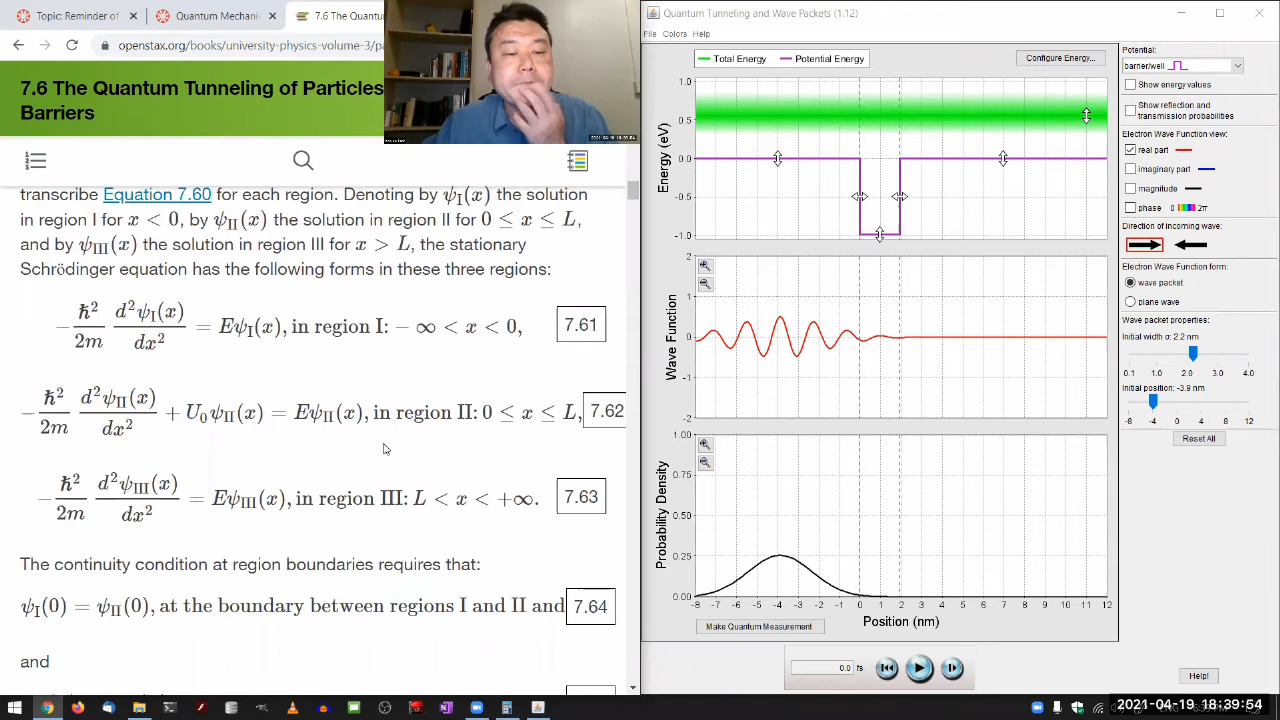 Topic
Quantum Mechanic
7.6 The Quantum
openstax.org/books/university-physics-volume-3/pa
7.6 The Quantum Tunneling of Particles
Barriers
2021-04-19 18:39:54
transcribe Equation 7.60 for each region. Denoting by ψI(x) the solution
in region I for x < 0, by ψII(x) the solution in region II for 0 ≤ x ≤ L,
and by ψIII(x) the solution in region III for x > L, the stationary
Schrödinger equation has the following forms in these three regions:
−ℏ²/2m d²ψI(x)/dx² = EψI(x), in region I: −∞ < x < 0, 7.61
−ℏ²/2m d²ψII(x)/dx² + U0ψII(x) = EψII(x), in region II: 0 ≤ x ≤ L, 7.62
−ℏ²/2m d²ψIII(x)/dx² = EψIII(x), in region III: L < x < +∞. 7.63
The continuity condition at region boundaries requires that:
ψI(0) = ψII(0), at the boundary between regions I and II and 7.64
and
Quantum Tunneling and Wave Packets (1.12)
File Colors Help
Total Energy Potential Energy
Configure Energy...
Energy (eV)
1.0
0.5
0.0
-0.5
-1.0
Wave Function
2
1
0
-1
-2
Probability Density
1.00
0.75
0.50
0.25
0.00
-8 -7 -6 -5 -4 -3 -2 -1 0 1 2 3 4 5 6 7 8 9 10 11 12
Position (nm)
Make Quantum Measurement
0.0 fs
Potential:
barrier/well
Show energy values
Show reflection and
transmission probabilities
Electron Wave Function view:
real part
imaginary part
magnitude
phase 0 2π
Direction of incoming wave:
Electron Wave Function form:
wave packet
plane wave
Wave packet properties:
Initial width σ: 2.2 nm
0.1 1.0 2.0 3.0 4.0
Initial position: -3.9 nm
-8 -4 0 4 8 12
Reset All
Help!
2021-04-19 18:39:54